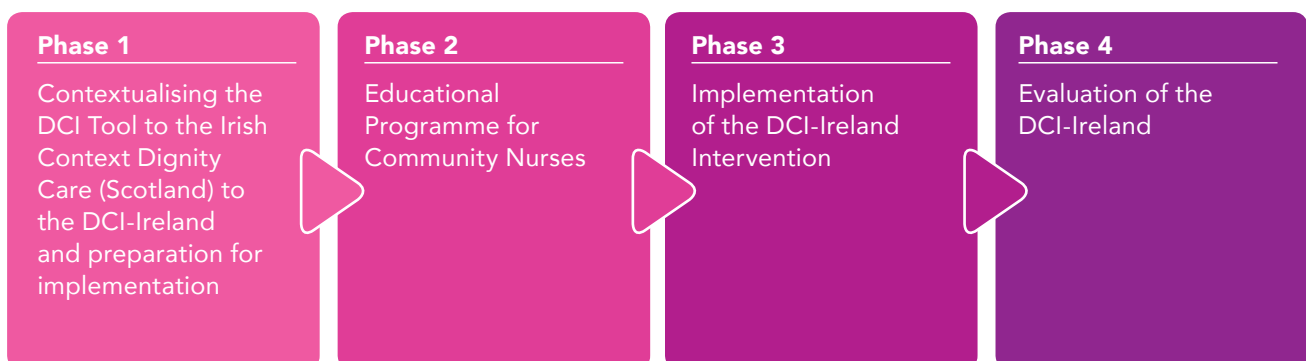 Phase 1
Contextualising the
DCI Tool to the Irish
Context Dignity
Care (Scotland) to
the DCI-Ireland
and preparation for
implementation
Phase 2
Educational
Programme for
Community Nurses
Phase 3
Implementation
of the DCI-Ireland
Intervention
Phase 4
Evaluation of the
DCI-Ireland